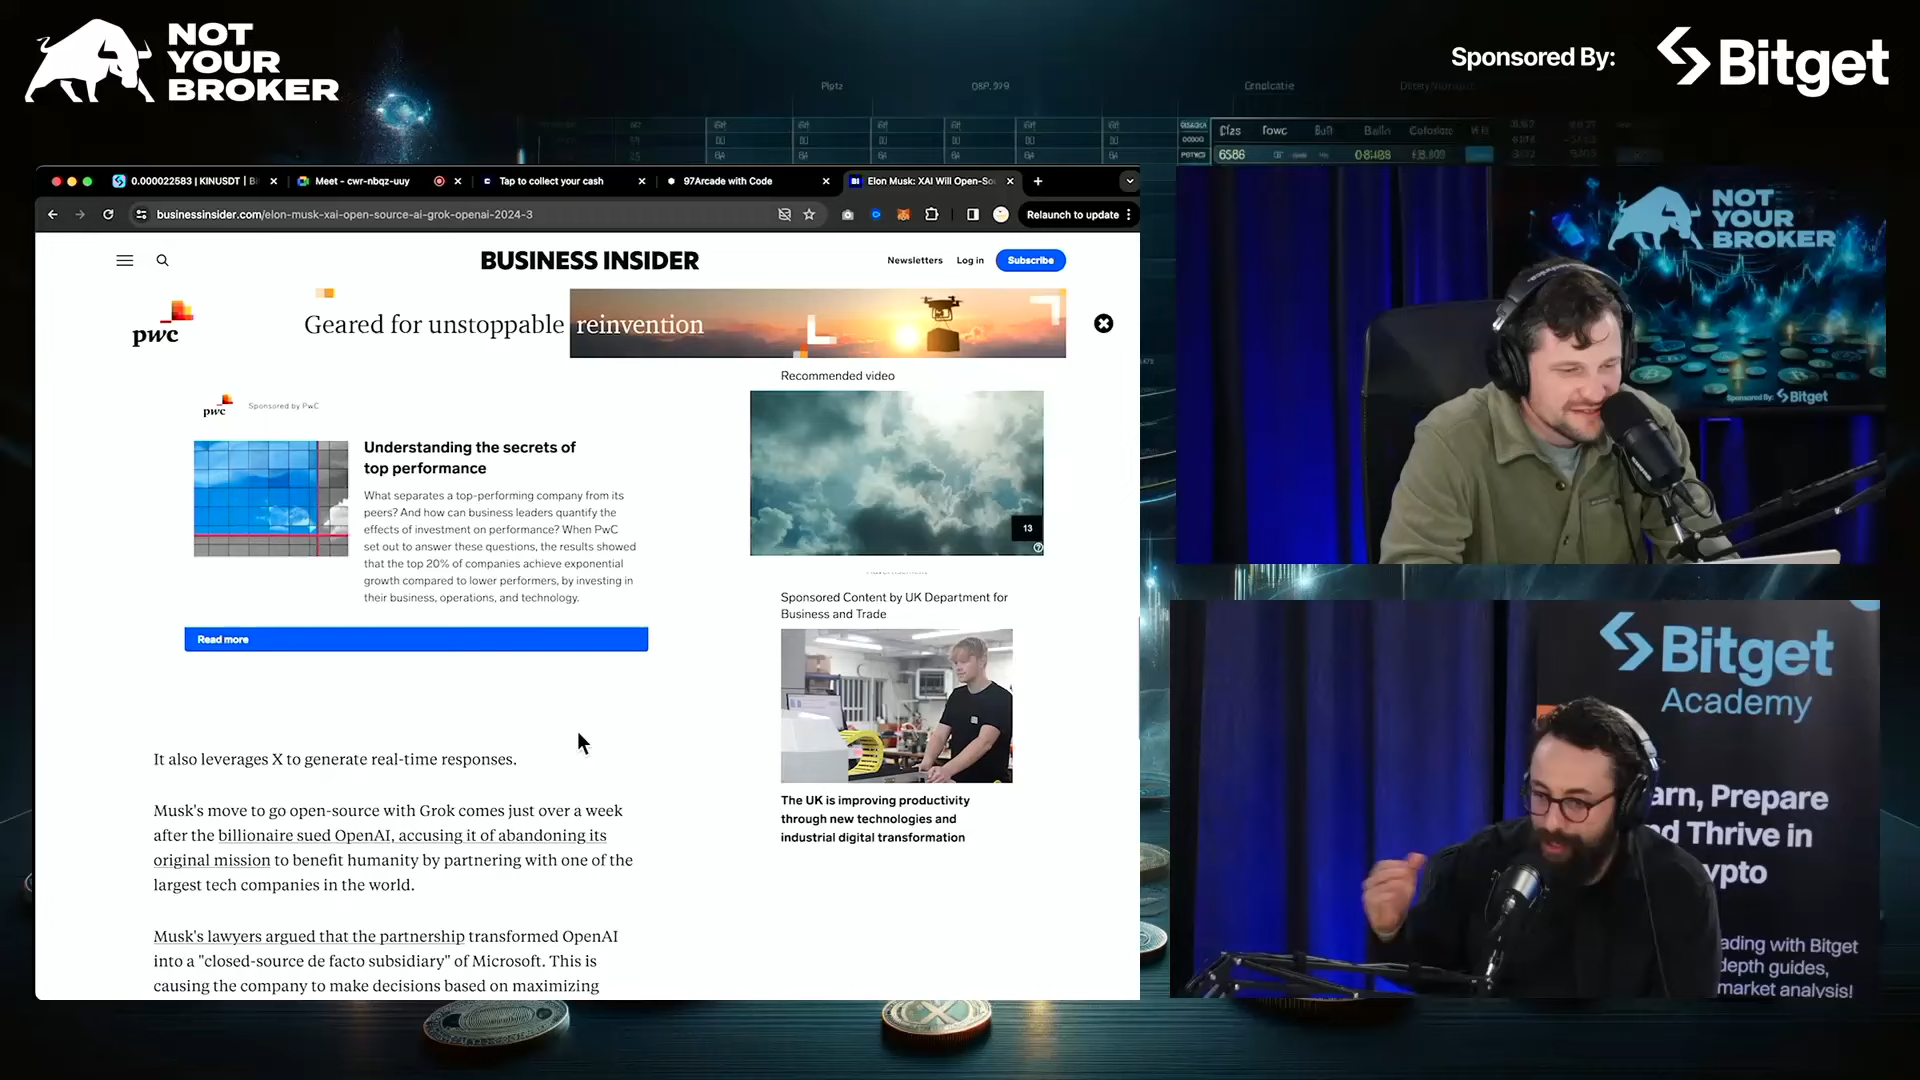 NOT
YOUR
BROKER
Sponsored By:
Bitget
0.000022583 | KINUSDT | Bi
Meet - cwr-nbqz-uuy
Tap to collect your cash
97Arcade with Code
Elon Musk: XAI Will Open-So
businessinsider.com/elon-musk-xai-open-source-ai-grok-openai-2024-3
Relaunch to update
BUSINESS INSIDER
Newsletters
Log in
Subscribe
pwc
Geared for unstoppable reinvention
Recommended video
pwc
Sponsored by PwC
Understanding the secrets of
top performance
What separates a top-performing company from its
peers? And how can business leaders quantify the
effects of investment on performance? When PwC
set out to answer these questions, the results showed
that the top 20% of companies achieve exponential
growth compared to lower performers, by investing in
their business, operations, and technology.
Read more
13
Sponsored Content by UK Department for
Business and Trade
The UK is improving productivity
through new technologies and
industrial digital transformation
It also leverages X to generate real-time responses.
Musk's move to go open-source with Grok comes just over a week
after the billionaire sued OpenAI, accusing it of abandoning its
original mission to benefit humanity by partnering with one of the
largest tech companies in the world.
Musk's lawyers argued that the partnership transformed OpenAI
into a "closed-source de facto subsidiary" of Microsoft. This is
causing the company to make decisions based on maximizing
NOT
YOUR
BROKER
Sponsored By: Bitget
Bitget
Academy
arn, Prepare
nd Thrive in
ypto
ading with Bitget
depth guides,
market analysis!